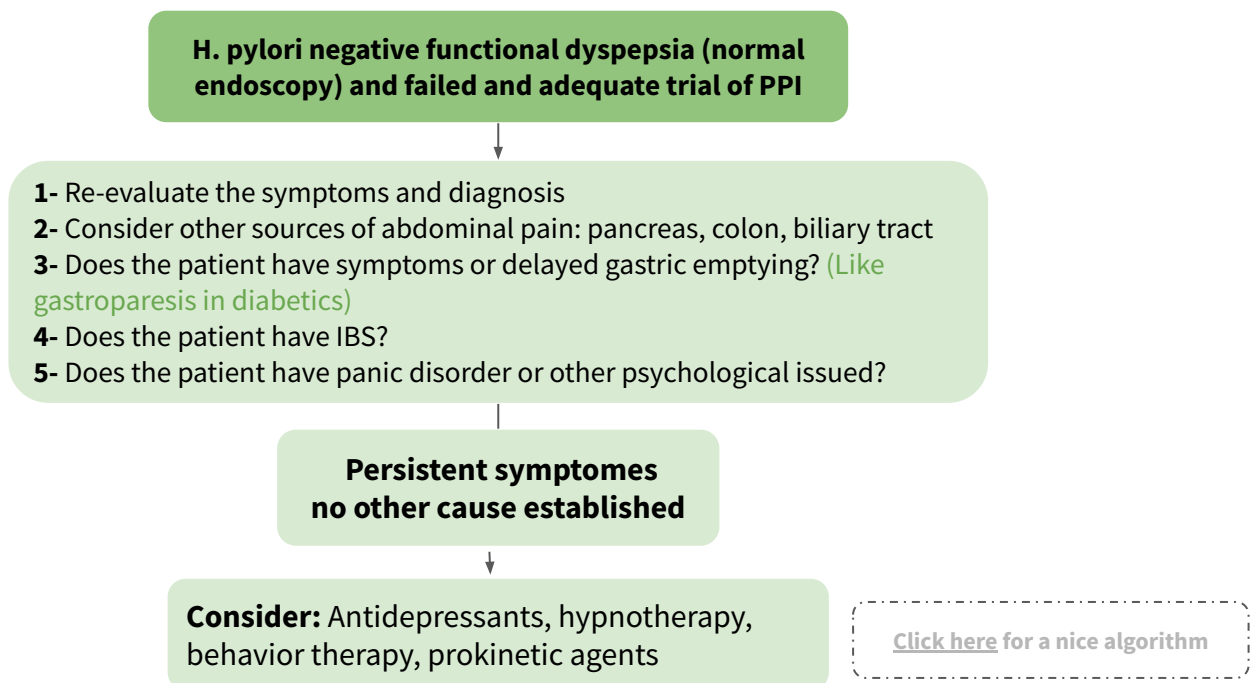 H. pylori negative functional dyspepsia (normal
endoscopy) and failed and adequate trial of PPI
1- Re-evaluate the symptoms and diagnosis
2- Consider other sources of abdominal pain: pancreas, colon, biliary tract
3- Does the patient have symptoms or delayed gastric emptying? (Like
gastroparesis in diabetics)
4- Does the patient have IBS?
5- Does the patient have panic disorder or other psychological issued?
Persistent symptomes
no other cause established
Consider: Antidepressants, hypnotherapy,
behavior therapy, prokinetic agents
Click here for a nice algorithm